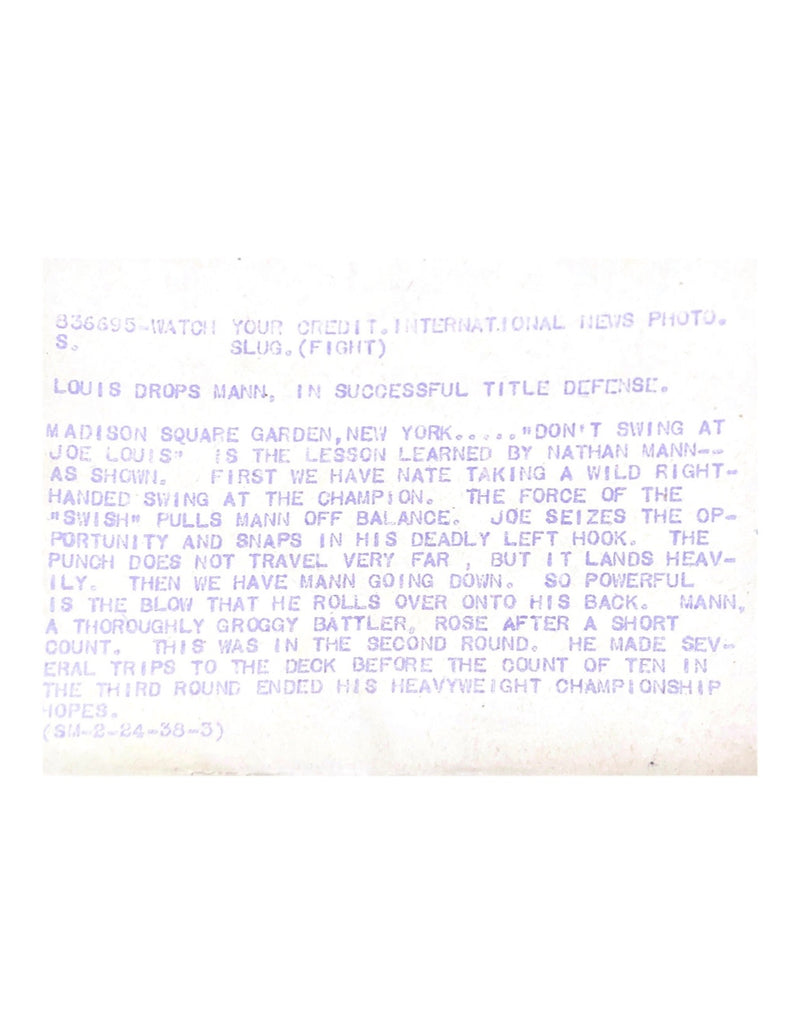 836695-WATCH YOUR CREDIT.INTERNATIONAL NEWS PHOTO.
S. SLUG.(FIGHT)
LOUIS DROPS MANN, IN SUCCESSFUL TITLE DEFENSE.
MADISON SQUARE GARDEN,NEW YORK....."DON'T SWING AT
JOE LOUIS" IS THE LESSON LEARNED BY NATHAN MANN--
AS SHOWN. FIRST WE HAVE NATE TAKING A WILD RIGHT-
HANDED SWING AT THE CHAMPION. THE FORCE OF THE
"SWISH" PULLS MANN OFF BALANCE. JOE SEIZES THE OP-
PORTUNITY AND SNAPS IN HIS DEADLY LEFT HOOK. THE
PUNCH DOES NOT TRAVEL VERY FAR , BUT IT LANDS HEAV-
ILY. THEN WE HAVE MANN GOING DOWN. SO POWERFUL
IS THE BLOW THAT HE ROLLS OVER ONTO HIS BACK. MANN,
A THOROUGHLY GROGGY BATTLER, ROSE AFTER A SHORT
COUNT. THIS WAS IN THE SECOND ROUND. HE MADE SEV-
ERAL TRIPS TO THE DECK BEFORE THE COUNT OF TEN IN
THE THIRD ROUND ENDED HIS HEAVYWEIGHT CHAMPIONSHIP
HOPES.
(SM-2-24-38-3)